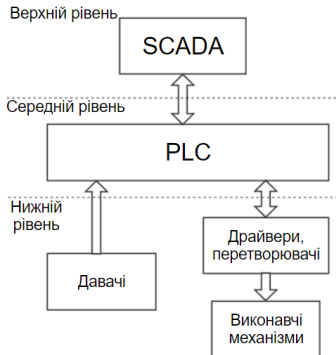 Верхній рівень
SCADA
Середній рівень
PLC
Нижній
рівень
Давачі
Драйвери,
перетворювачі
Виконавчі
механізми